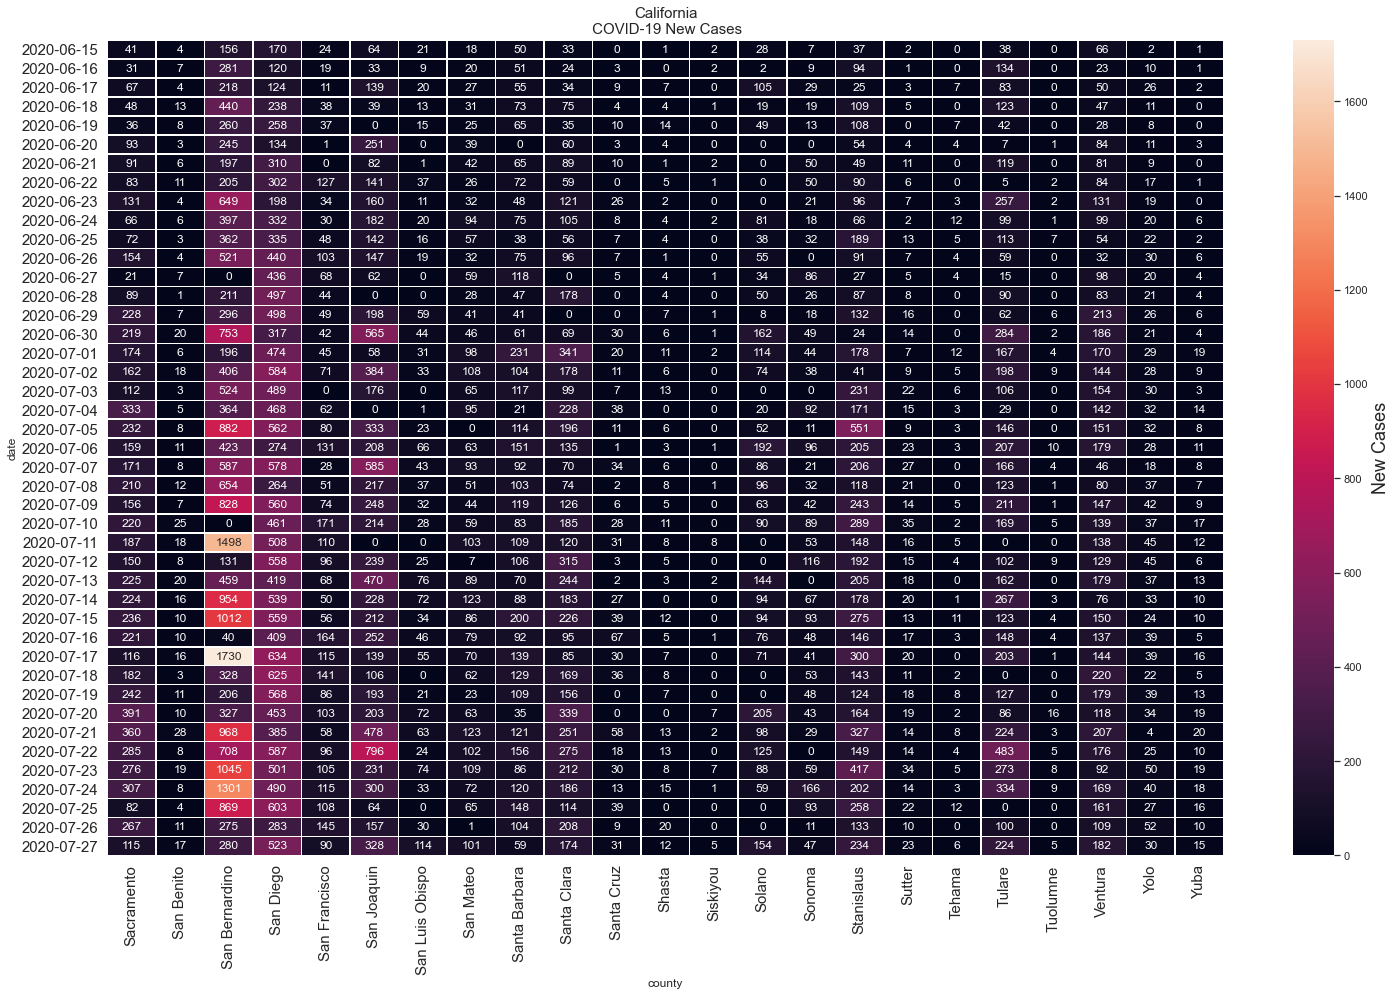 California
COVID-19 New Cases
2020-06-15 41 4 156 170 24 64 21 18 50 33 0 1 2 28 7 37 2 0 38 0 66 2 1
2020-06-16 31 7 281 120 19 33 9 20 51 24 3 0 2 2 9 94 1 0 134 0 23 10 1
2020-06-17 67 4 218 124 11 139 20 27 55 34 9 7 0 105 29 25 3 7 83 0 50 26 2
2020-06-18 48 13 440 238 38 39 13 31 73 75 4 4 1 19 19 109 5 0 123 0 47 11 0
2020-06-19 36 8 260 258 37 0 15 25 65 35 10 14 0 49 13 108 0 7 42 0 28 8 0
2020-06-20 93 3 245 134 1 251 0 39 0 60 3 4 0 0 0 54 4 4 7 1 84 11 3
2020-06-21 91 6 197 310 0 82 1 42 65 89 10 1 2 0 50 49 11 0 119 0 81 9 0
2020-06-22 83 11 205 302 127 141 37 26 72 59 0 5 1 0 50 90 6 0 5 2 84 17 1
2020-06-23 131 4 649 198 34 160 11 32 48 121 26 2 0 0 21 96 7 3 257 2 131 19 0
2020-06-24 66 6 397 332 30 182 20 94 75 105 8 4 2 81 18 66 2 12 99 1 99 20 6
2020-06-25 72 3 362 335 48 142 16 57 38 56 7 4 0 38 32 189 13 5 113 7 54 22 2
2020-06-26 154 4 521 440 103 147 19 32 75 96 7 1 0 55 0 91 7 4 59 0 32 30 6
2020-06-27 21 7 0 436 68 62 0 59 118 0 5 4 1 34 86 27 5 4 15 0 98 20 4
2020-06-28 89 1 211 497 44 0 0 28 47 178 0 4 0 50 26 87 8 0 90 0 83 21 4
2020-06-29 228 7 296 498 49 198 59 41 41 0 0 7 1 8 18 132 16 0 62 6 213 26 6
2020-06-30 219 20 753 317 42 565 44 46 61 69 30 6 1 162 49 24 14 0 284 2 186 21 4
2020-07-01 174 6 196 474 45 58 31 98 231 341 20 11 2 114 44 178 7 12 167 4 170 29 19
2020-07-02 162 18 406 584 71 384 33 108 104 178 11 6 0 74 38 41 9 5 198 9 144 28 9
2020-07-03 112 3 524 489 0 176 0 65 117 99 7 13 0 0 0 231 22 6 106 0 154 30 3
2020-07-04 333 5 364 468 62 0 1 95 21 228 38 0 0 20 92 171 15 3 29 0 142 32 14
2020-07-05 232 8 882 562 80 333 23 0 114 196 11 6 0 52 11 551 9 3 146 0 151 32 8
2020-07-06 159 11 423 274 131 208 66 63 151 135 1 3 1 192 96 205 23 3 207 10 179 28 11
2020-07-07 171 8 587 578 28 585 43 93 92 70 34 6 0 86 21 206 27 0 166 4 46 18 8
2020-07-08 210 12 654 264 51 217 37 51 103 74 2 8 1 96 32 118 21 0 123 1 80 37 7
2020-07-09 156 7 828 560 74 248 32 44 119 126 6 5 0 63 42 243 14 5 211 1 147 42 9
2020-07-10 220 25 0 461 171 214 28 59 83 185 28 11 0 90 89 289 35 2 169 5 139 37 17
2020-07-11 187 18 1498 508 110 0 0 103 109 120 31 8 8 0 53 148 16 5 0 0 138 45 12
2020-07-12 150 8 131 558 96 239 25 7 106 315 3 5 0 0 116 192 15 4 102 9 129 45 6
2020-07-13 225 20 459 419 68 470 76 89 70 244 2 3 2 144 0 205 18 0 162 0 179 37 13
2020-07-14 224 16 954 539 50 228 72 123 88 183 27 0 0 94 67 178 20 1 267 3 76 33 10
2020-07-15 236 10 1012 559 56 212 34 86 200 226 39 12 0 94 93 275 13 11 123 4 150 24 10
2020-07-16 221 10 40 409 164 252 46 79 92 95 67 5 1 76 48 146 17 3 148 4 137 39 5
2020-07-17 116 16 1730 634 115 139 55 70 139 85 30 7 0 71 41 300 20 0 203 1 144 39 16
2020-07-18 182 3 328 625 141 106 0 62 129 169 36 8 0 0 53 143 11 2 0 0 220 22 5
2020-07-19 242 11 206 568 86 193 21 23 109 156 0 7 0 0 48 124 18 8 127 0 179 39 13
2020-07-20 391 10 327 453 103 203 72 63 35 339 0 0 7 205 43 164 19 2 86 16 118 34 19
2020-07-21 360 28 968 385 58 478 63 123 121 251 58 13 2 98 29 327 14 8 224 3 207 4 20
2020-07-22 285 8 708 587 96 796 24 102 156 275 18 13 0 125 0 149 14 4 483 5 176 25 10
2020-07-23 276 19 1045 501 105 231 74 109 86 212 30 8 7 88 59 417 34 5 273 8 92 50 19
2020-07-24 307 8 1301 490 115 300 33 72 120 186 13 15 1 59 166 202 14 3 334 9 169 40 18
2020-07-25 82 4 869 603 108 64 0 65 148 114 39 0 0 0 93 258 22 12 0 0 161 27 16
2020-07-26 267 11 275 283 145 157 30 1 104 208 9 20 0 0 11 133 10 0 100 0 109 52 10
2020-07-27 115 17 280 523 90 328 114 101 59 174 31 12 5 154 47 234 23 6 224 5 182 30 15
date
Sacramento
San Benito
San Bernardino
San Diego
San Francisco
San Joaquin
San Luis Obispo
San Mateo
Santa Barbara
Santa Clara
Santa Cruz
Shasta
Siskiyou
Solano
Sonoma
Stanislaus
Sutter
Tehama
Tulare
Tuolumne
Ventura
Yolo
Yuba
county
1600
1400
1200
1000
800
600
400
200
0
New Cases